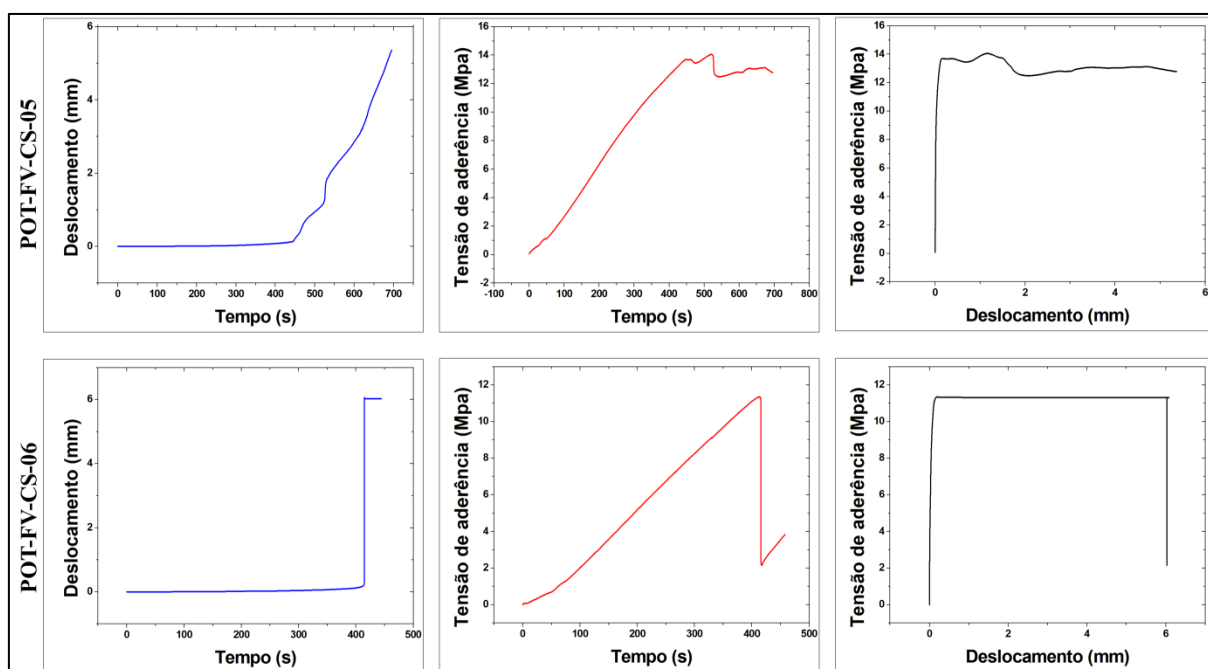 POT-FV-CS-05
Deslocamento (mm)
6
4
2
0
0 100 200 300 400 500 600 700
Tempo (s)
Tensão de aderência (Mpa)
16
14
12
10
8
6
4
2
0
-2
-100 0 100 200 300 400 500 600 700 800
Tempo (s)
Tensão de aderência (Mpa)
16
14
12
10
8
6
4
2
0
-2
0 2 4 6
Deslocamento (mm)
POT-FV-CS-06
Deslocamento (mm)
6
4
2
0
0 100 200 300 400 500
Tempo (s)
Tensão de aderência (Mpa)
12
10
8
6
4
2
0
0 100 200 300 400 500
Tempo (s)
Tensão de aderência (Mpa)
12
10
8
6
4
2
0
0 2 4 6
Deslocamento (mm)